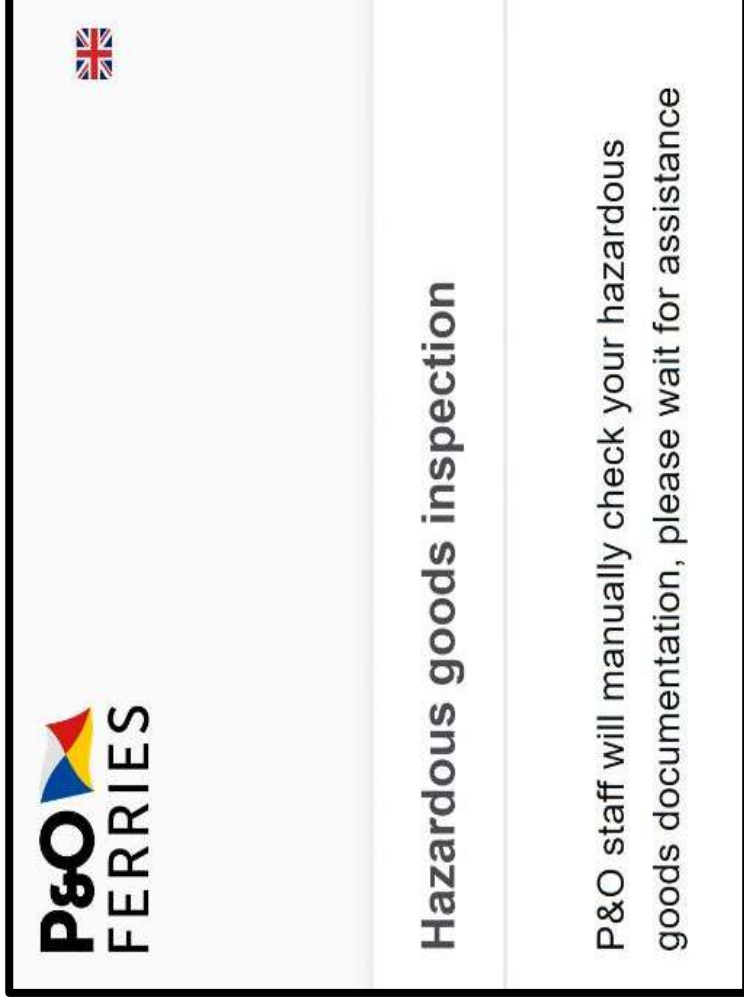 P&O
FERRIES
Hazardous goods inspection
P&O staff will manually check your hazardous
goods documentation, please wait for assistance